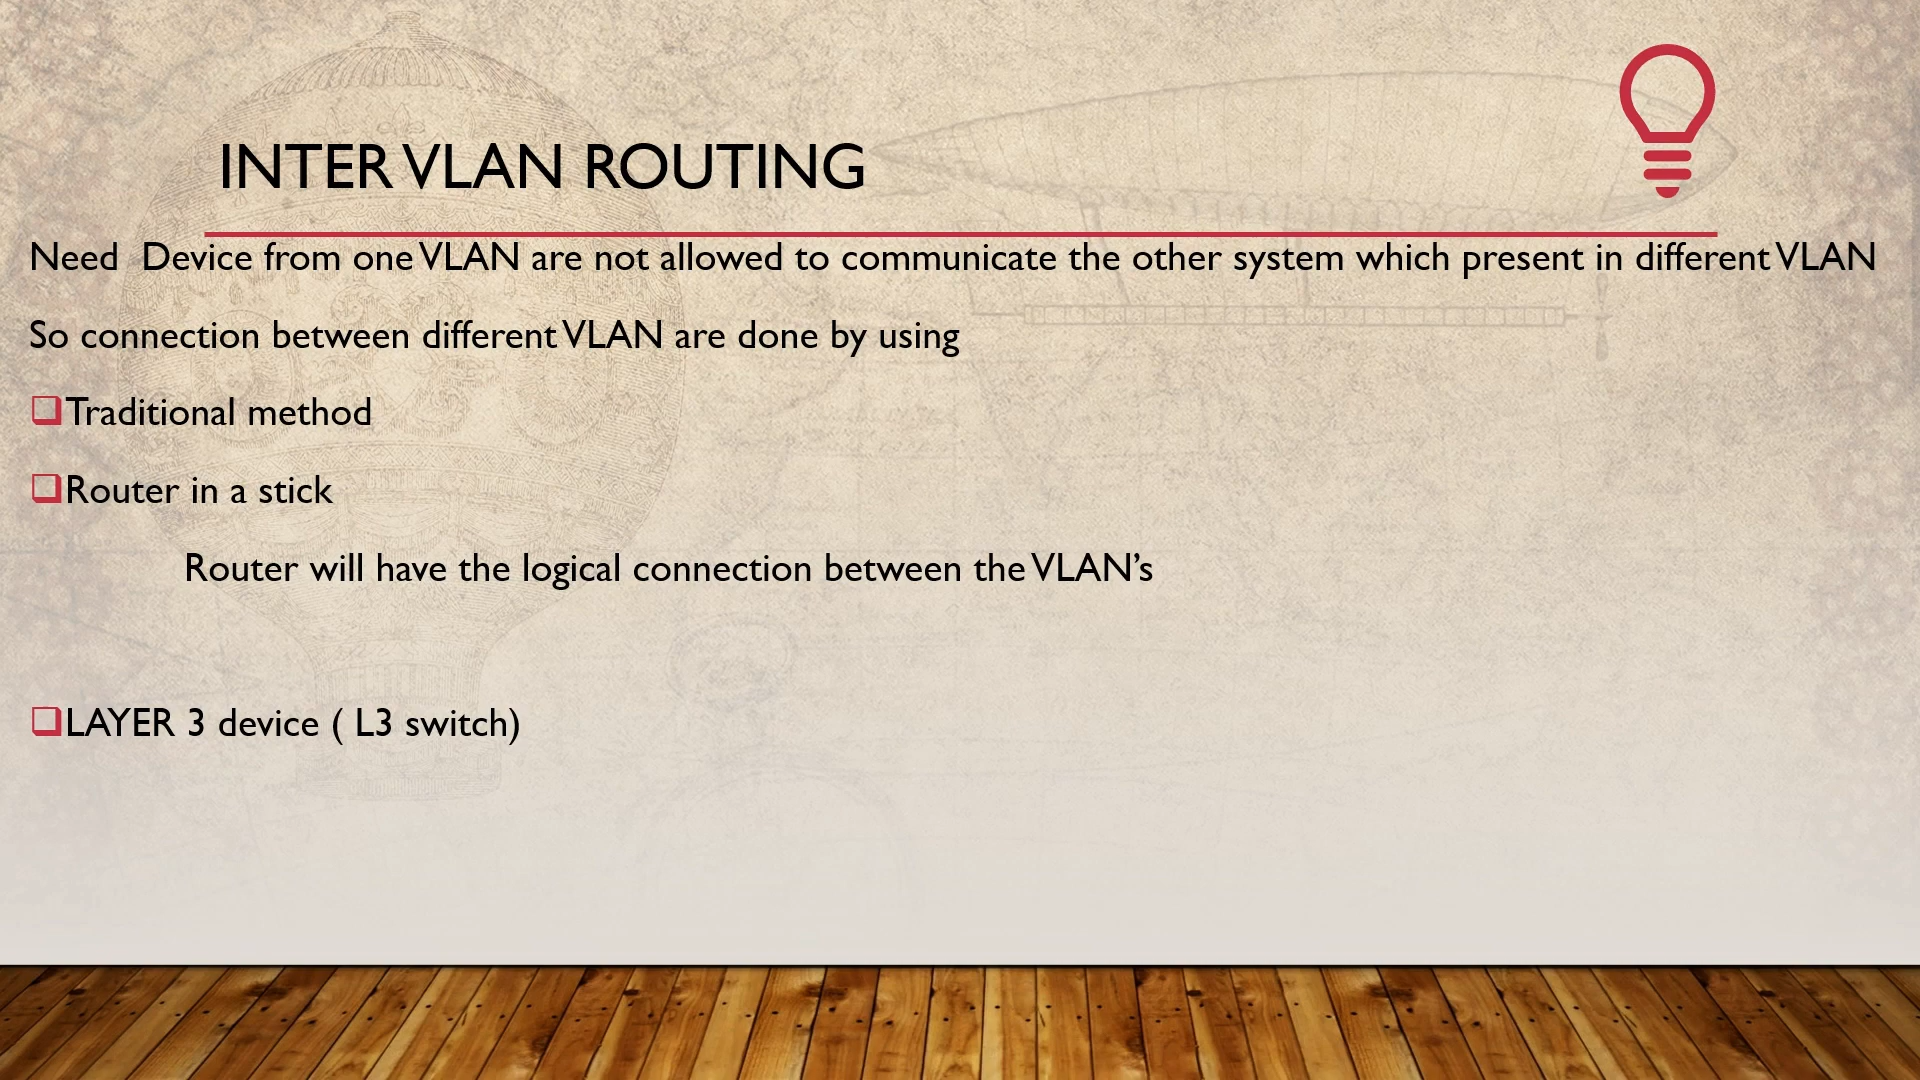 INTER VLAN ROUTING
Need  Device from one VLAN are not allowed to communicate the other system which present in different VLAN
So connection between different VLAN are done by using
❑Traditional method
❑Router in a stick
Router will have the logical connection between the VLAN’s
❑LAYER 3 device ( L3 switch)